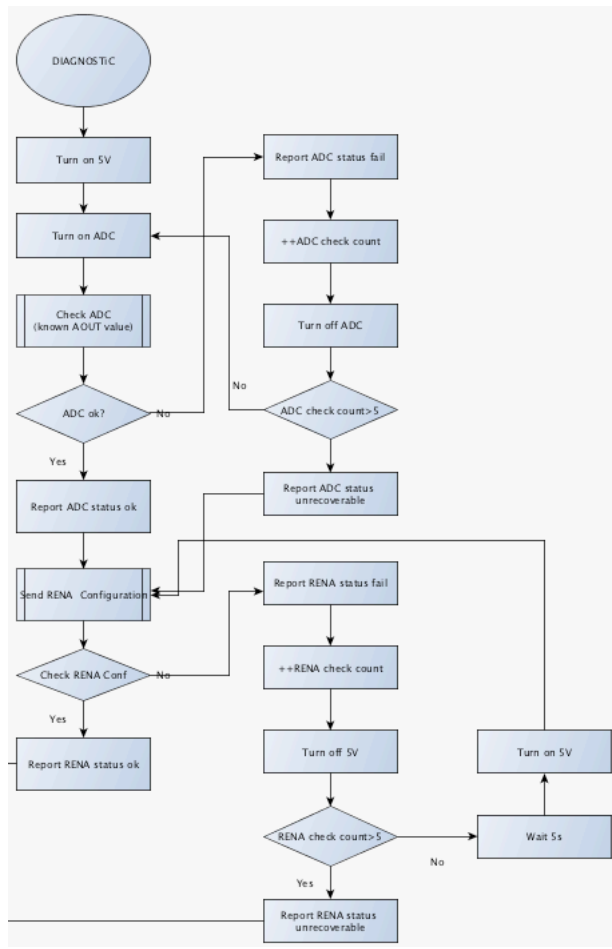 DIAGNOSTiC
Turn on 5V
Turn on ADC
Check ADC
(known AOUT value)
ADC ok?
No
Yes
Report ADC status ok
Send RENA Configuration
Check RENA Conf
No
Yes
Report RENA status ok
Report ADC status fail
++ADC check count
Turn off ADC
ADC check count>5
No
Report ADC status
unrecoverable
Report RENA status fail
++RENA check count
Turn off 5V
RENA check count>5
No
Yes
Report RENA status
unrecoverable
Wait 5s
Turn on 5V